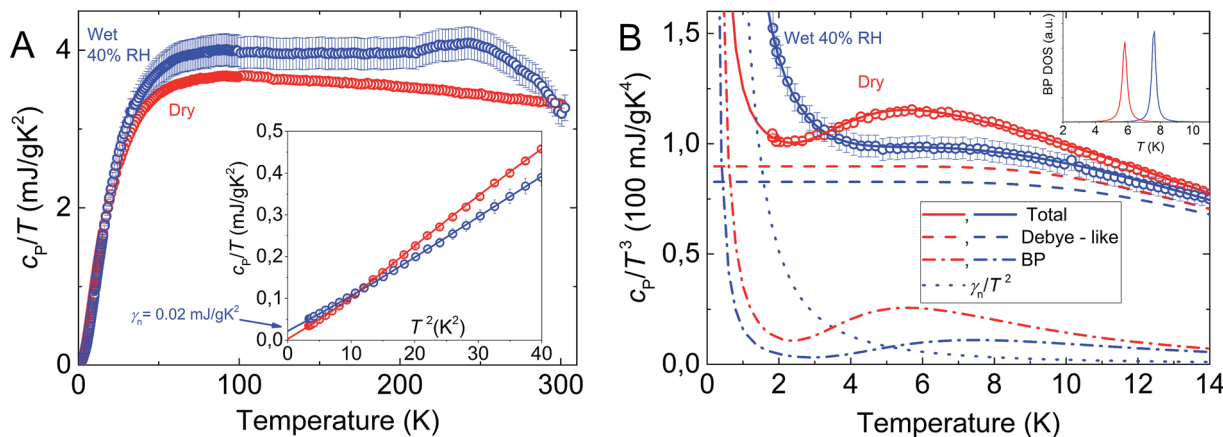 A
Wet
40% RH
Dry
c_P/T (mJ/gK²)
4
2
0
0
100
200
300
Temperature (K)
0,5
0,4
0,3
0,2
0,1
0,0
c_P/T (mJ/gK²)
γ_n= 0.02 mJ/gK²
T ²(K²)
0
10
20
30
40
B
Wet 40% RH
Dry
c_P/T³ (100 mJ/gK⁴)
1,5
1,0
0,5
0,0
0
2
4
6
8
10
12
14
Temperature (K)
BP DOS (a.u.)
2
4
6
8
10
T (K)
, Total
, Debye - like
, BP
γ_n/T ²